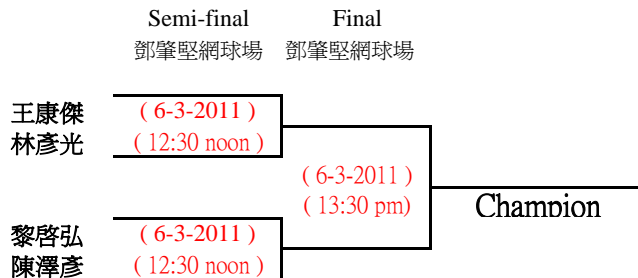 Semi-final Final
鄧肇堅網球場 鄧肇堅網球場
王康傑 ( 6-3-2011 )
林彥光 ( 12:30 noon )
( 6-3-2011 )
( 13:30 pm)
Champion
黎啓弘 ( 6-3-2011 )
陳澤彥 ( 12:30 noon )